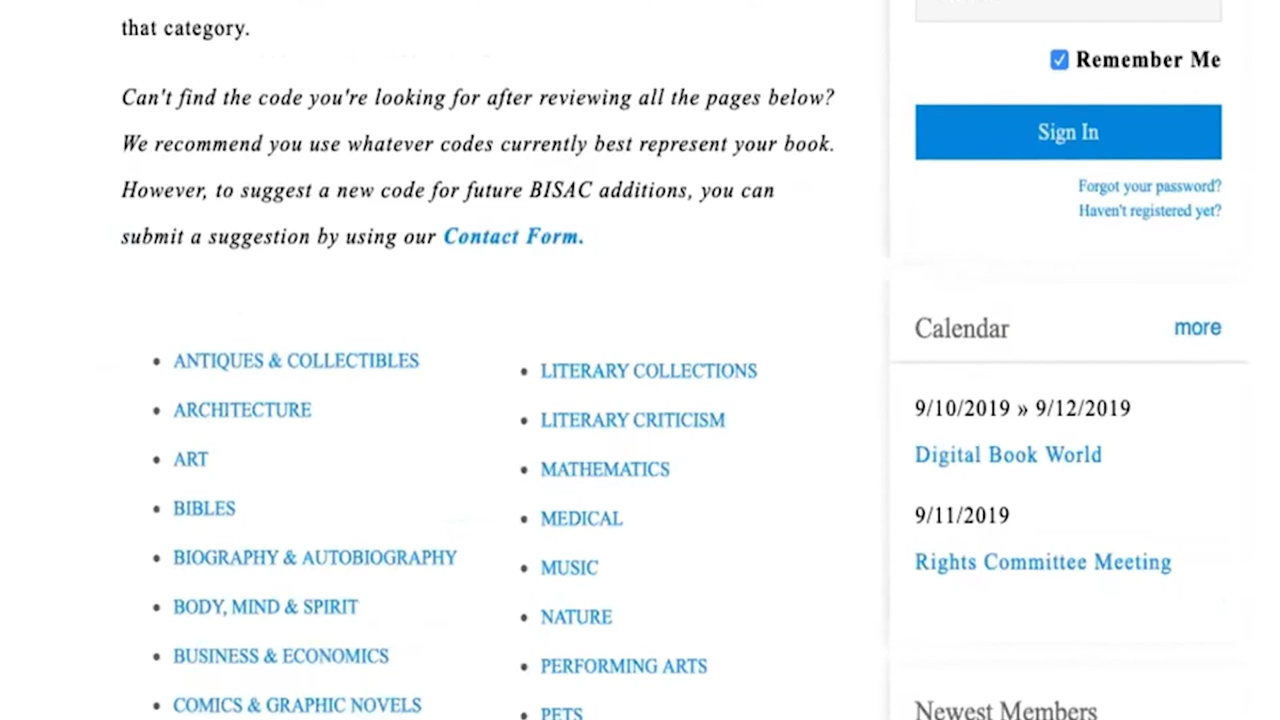 that category.
Can't find the code you're looking for after reviewing all the pages below?
We recommend you use whatever codes currently best represent your book.
However, to suggest a new code for future BISAC additions, you can
submit a suggestion by using our Contact Form.
ANTIQUES & COLLECTIBLES
ARCHITECTURE
ART
BIBLES
BIOGRAPHY & AUTOBIOGRAPHY
BODY, MIND & SPIRIT
BUSINESS & ECONOMICS
COMICS & GRAPHIC NOVELS
LITERARY COLLECTIONS
LITERARY CRITICISM
MATHEMATICS
MEDICAL
MUSIC
NATURE
PERFORMING ARTS
PETS
Remember Me
Sign In
Forgot your password?
Haven't registered yet?
Calendar more
9/10/2019 » 9/12/2019
Digital Book World
9/11/2019
Rights Committee Meeting
Newest Members